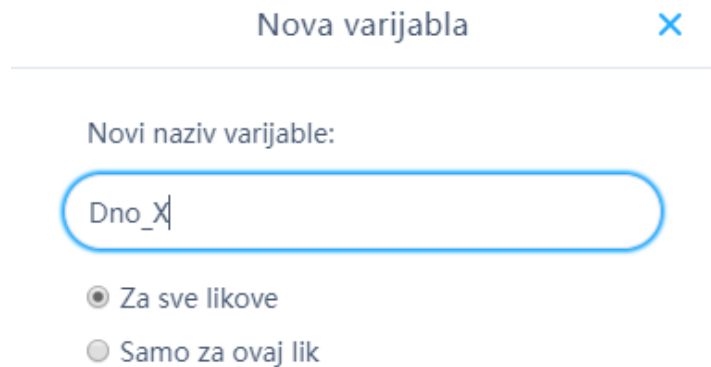 Nova varijabla
Novi naziv varijable:
Dno_X
Za sve likove
Samo za ovaj lik